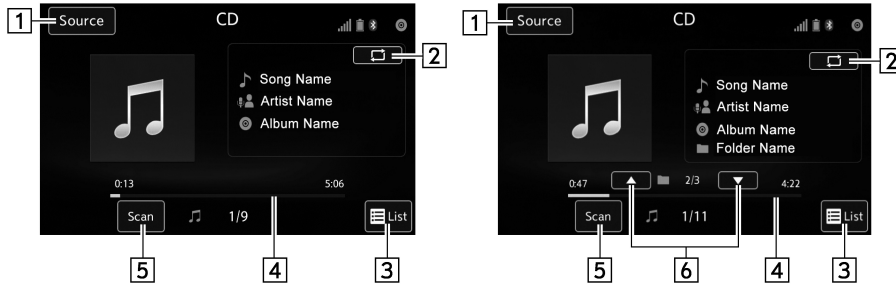 1
Source
CD
2
Song Name
Artist Name
Album Name
0:13
5:06
Scan
1/9
List
5
4
3
1
Source
CD
2
Song Name
Artist Name
Album Name
Folder Name
0:47
2/3
4:22
Scan
1/11
List
5
6
4
3